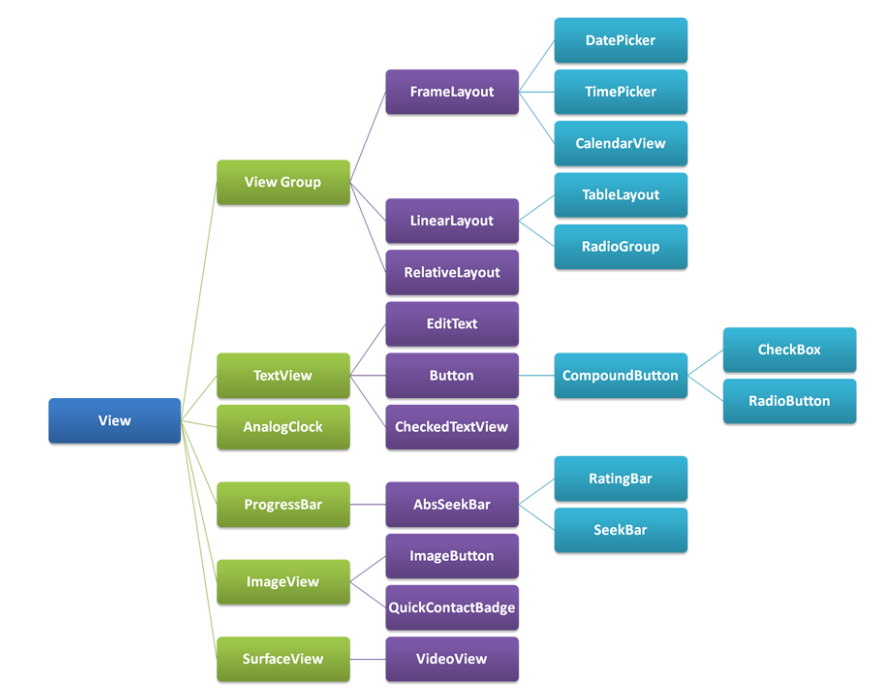 DatePicker
FrameLayout
TimePicker
CalendarView
View Group
TableLayout
LinearLayout
RadioGroup
RelativeLayout
EditText
CheckBox
TextView
Button
CompoundButton
RadioButton
View
AnalogClock
CheckedTextView
RatingBar
ProgressBar
AbsSeekBar
SeekBar
ImageButton
ImageView
QuickContactBadge
SurfaceView
VideoView